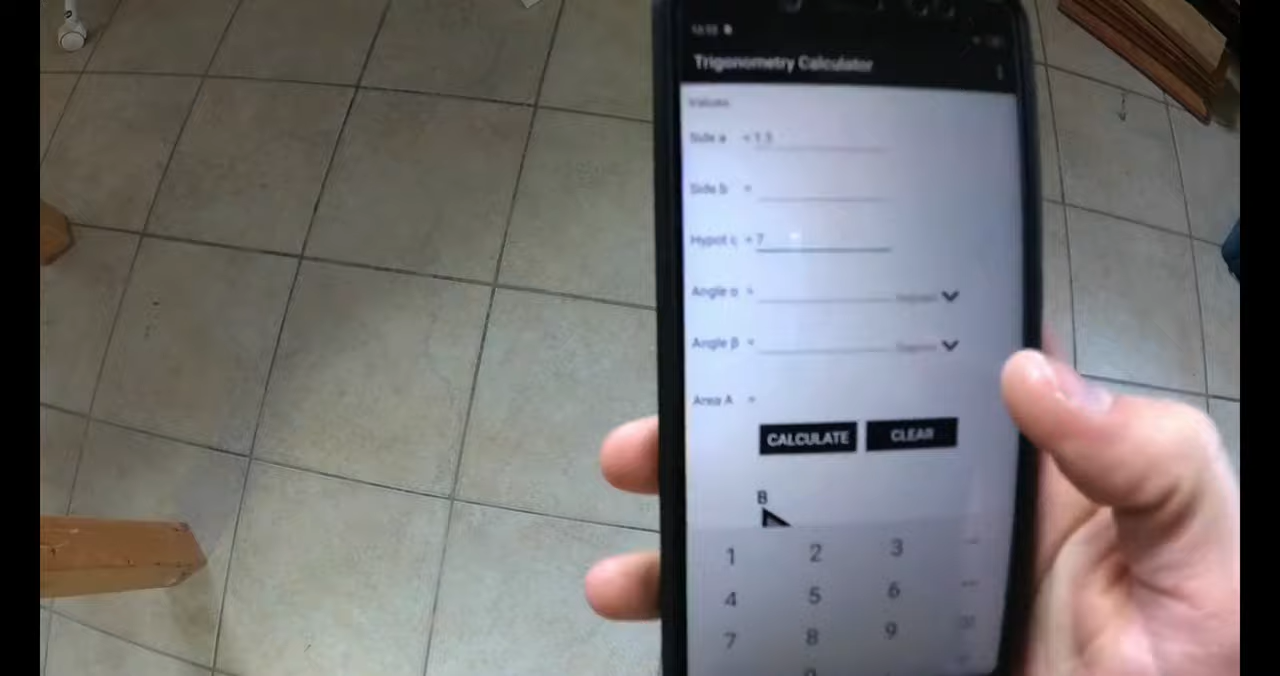 Trigonometry Calculator
Values
Side a =
Side b =
Hypot c = 7
Angle α =
Angle β =
Area A =
CALCULATE CLEAR
B
1 2 3
4 5 6
7 8 9